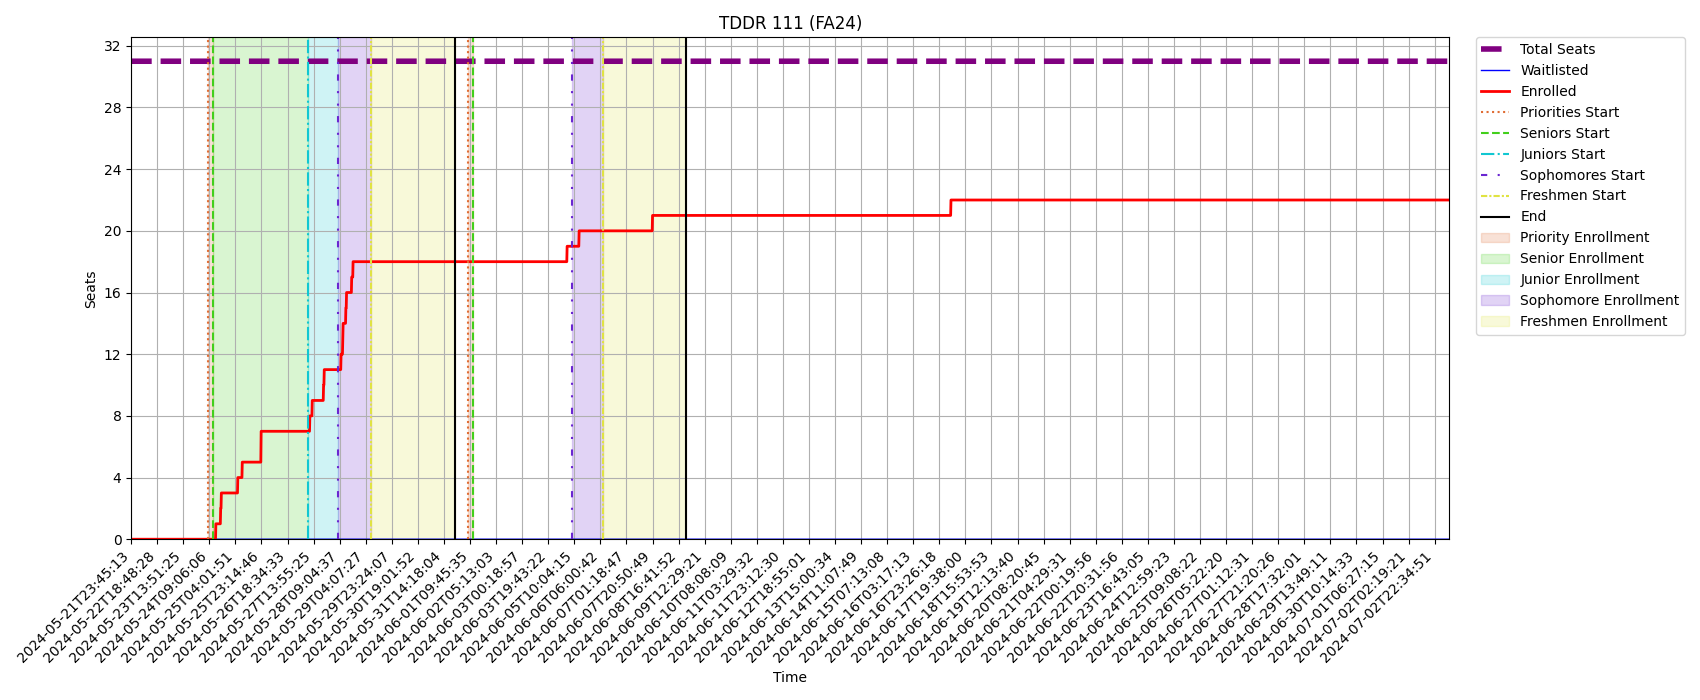 TDDR 111 (FA24)
Seats
32
28
24
20
16
12
8
4
0
2024-05-21T23:45:13
2024-05-22T18:48:28
2024-05-23T13:51:25
2024-05-24T09:06:06
2024-05-25T04:01:51
2024-05-25T23:14:46
2024-05-26T18:34:33
2024-05-27T13:55:25
2024-05-28T09:04:37
2024-05-29T04:07:27
2024-05-29T23:24:07
2024-05-30T19:01:52
2024-05-31T14:18:04
2024-06-01T09:45:35
2024-06-02T05:13:03
2024-06-03T00:18:57
2024-06-03T19:43:22
2024-06-05T10:04:15
2024-06-06T06:00:42
2024-06-07T01:18:47
2024-06-07T20:50:49
2024-06-08T16:41:52
2024-06-09T12:29:21
2024-06-10T08:08:09
2024-06-11T03:29:32
2024-06-11T23:12:30
2024-06-12T18:55:01
2024-06-13T15:00:34
2024-06-14T11:07:49
2024-06-15T07:13:08
2024-06-16T03:17:13
2024-06-16T23:26:18
2024-06-17T19:38:00
2024-06-18T15:53:53
2024-06-19T12:13:40
2024-06-20T08:20:45
2024-06-21T04:29:31
2024-06-22T00:19:56
2024-06-22T20:31:56
2024-06-23T16:43:05
2024-06-24T12:59:23
2024-06-25T09:08:22
2024-06-26T05:22:20
2024-06-27T01:12:31
2024-06-27T21:20:26
2024-06-28T17:32:01
2024-06-29T13:49:11
2024-06-30T10:14:33
2024-07-01T06:27:15
2024-07-02T02:19:21
2024-07-02T22:34:51
Time
Total Seats
Waitlisted
Enrolled
Priorities Start
Seniors Start
Juniors Start
Sophomores Start
Freshmen Start
End
Priority Enrollment
Senior Enrollment
Junior Enrollment
Sophomore Enrollment
Freshmen Enrollment